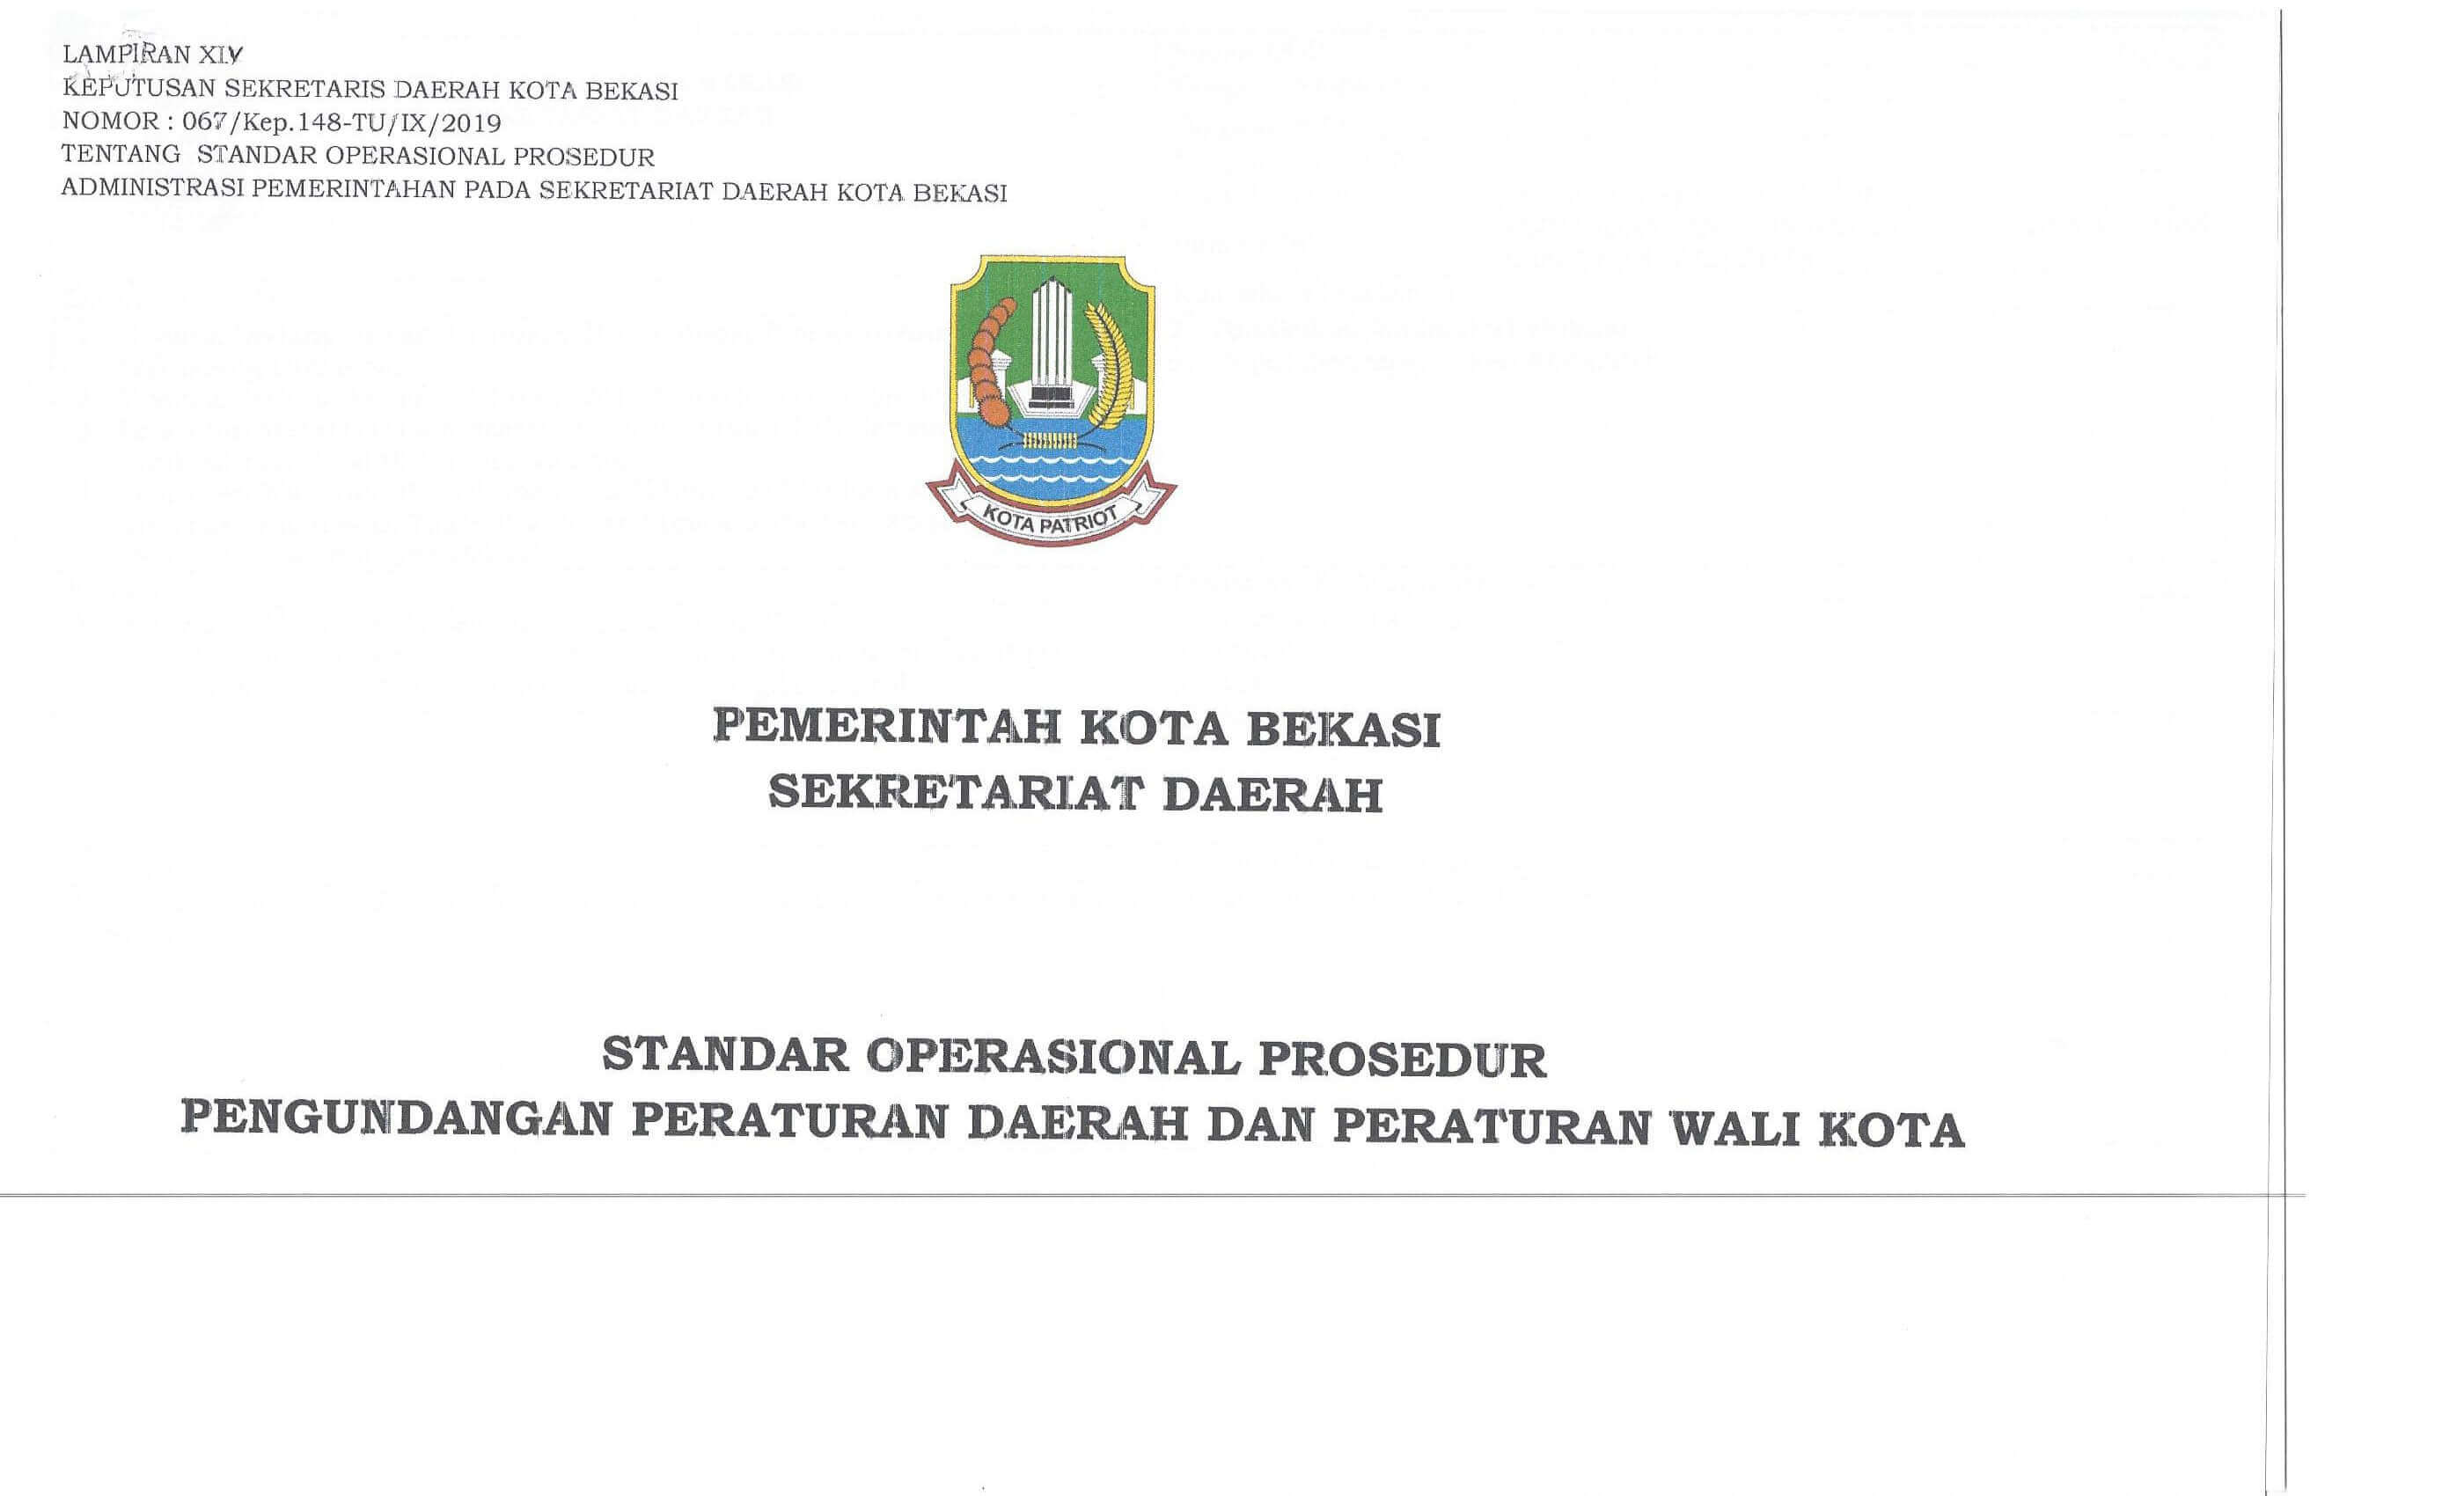 LAMPIRAN XIV
KEPUTUSAN SEKRETARIS DAERAH KOTA BEKASI
NOMOR : 067/Kep.148-TU/IX/2019
TENTANG STANDAR OPERASIONAL PROSEDUR
ADMINISTRASI PEMERINTAHAN PADA SEKRETARIAT DAERAH KOTA BEKASI
KOTA PATRIOT
PEMERINTAH KOTA BEKASI
SEKRETARIAT DAERAH
STANDAR OPERASIONAL PROSEDUR
PENGUNDANGAN PERATURAN DAERAH DAN PERATURAN WALI KOTA